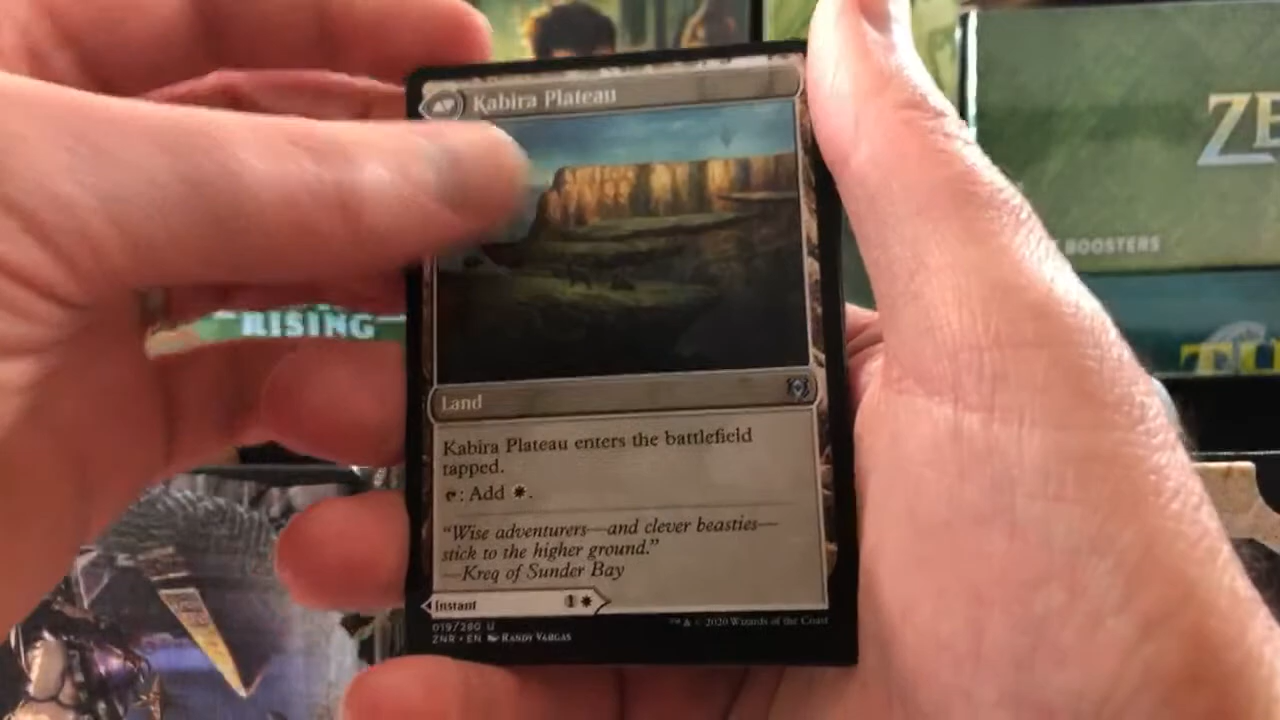 Kabira Plateau
ZE
BOOSTERS
RISING
Land
Kabira Plateau enters the battlefield
tapped.
: Add .
"Wise adventurers—and clever beasties—
stick to the higher ground."
—Kreq of Sunder Bay
Instant 1
019/280 U
ZNR • EN Randy Vargas
™ & © 2020 Wizards of the Coast